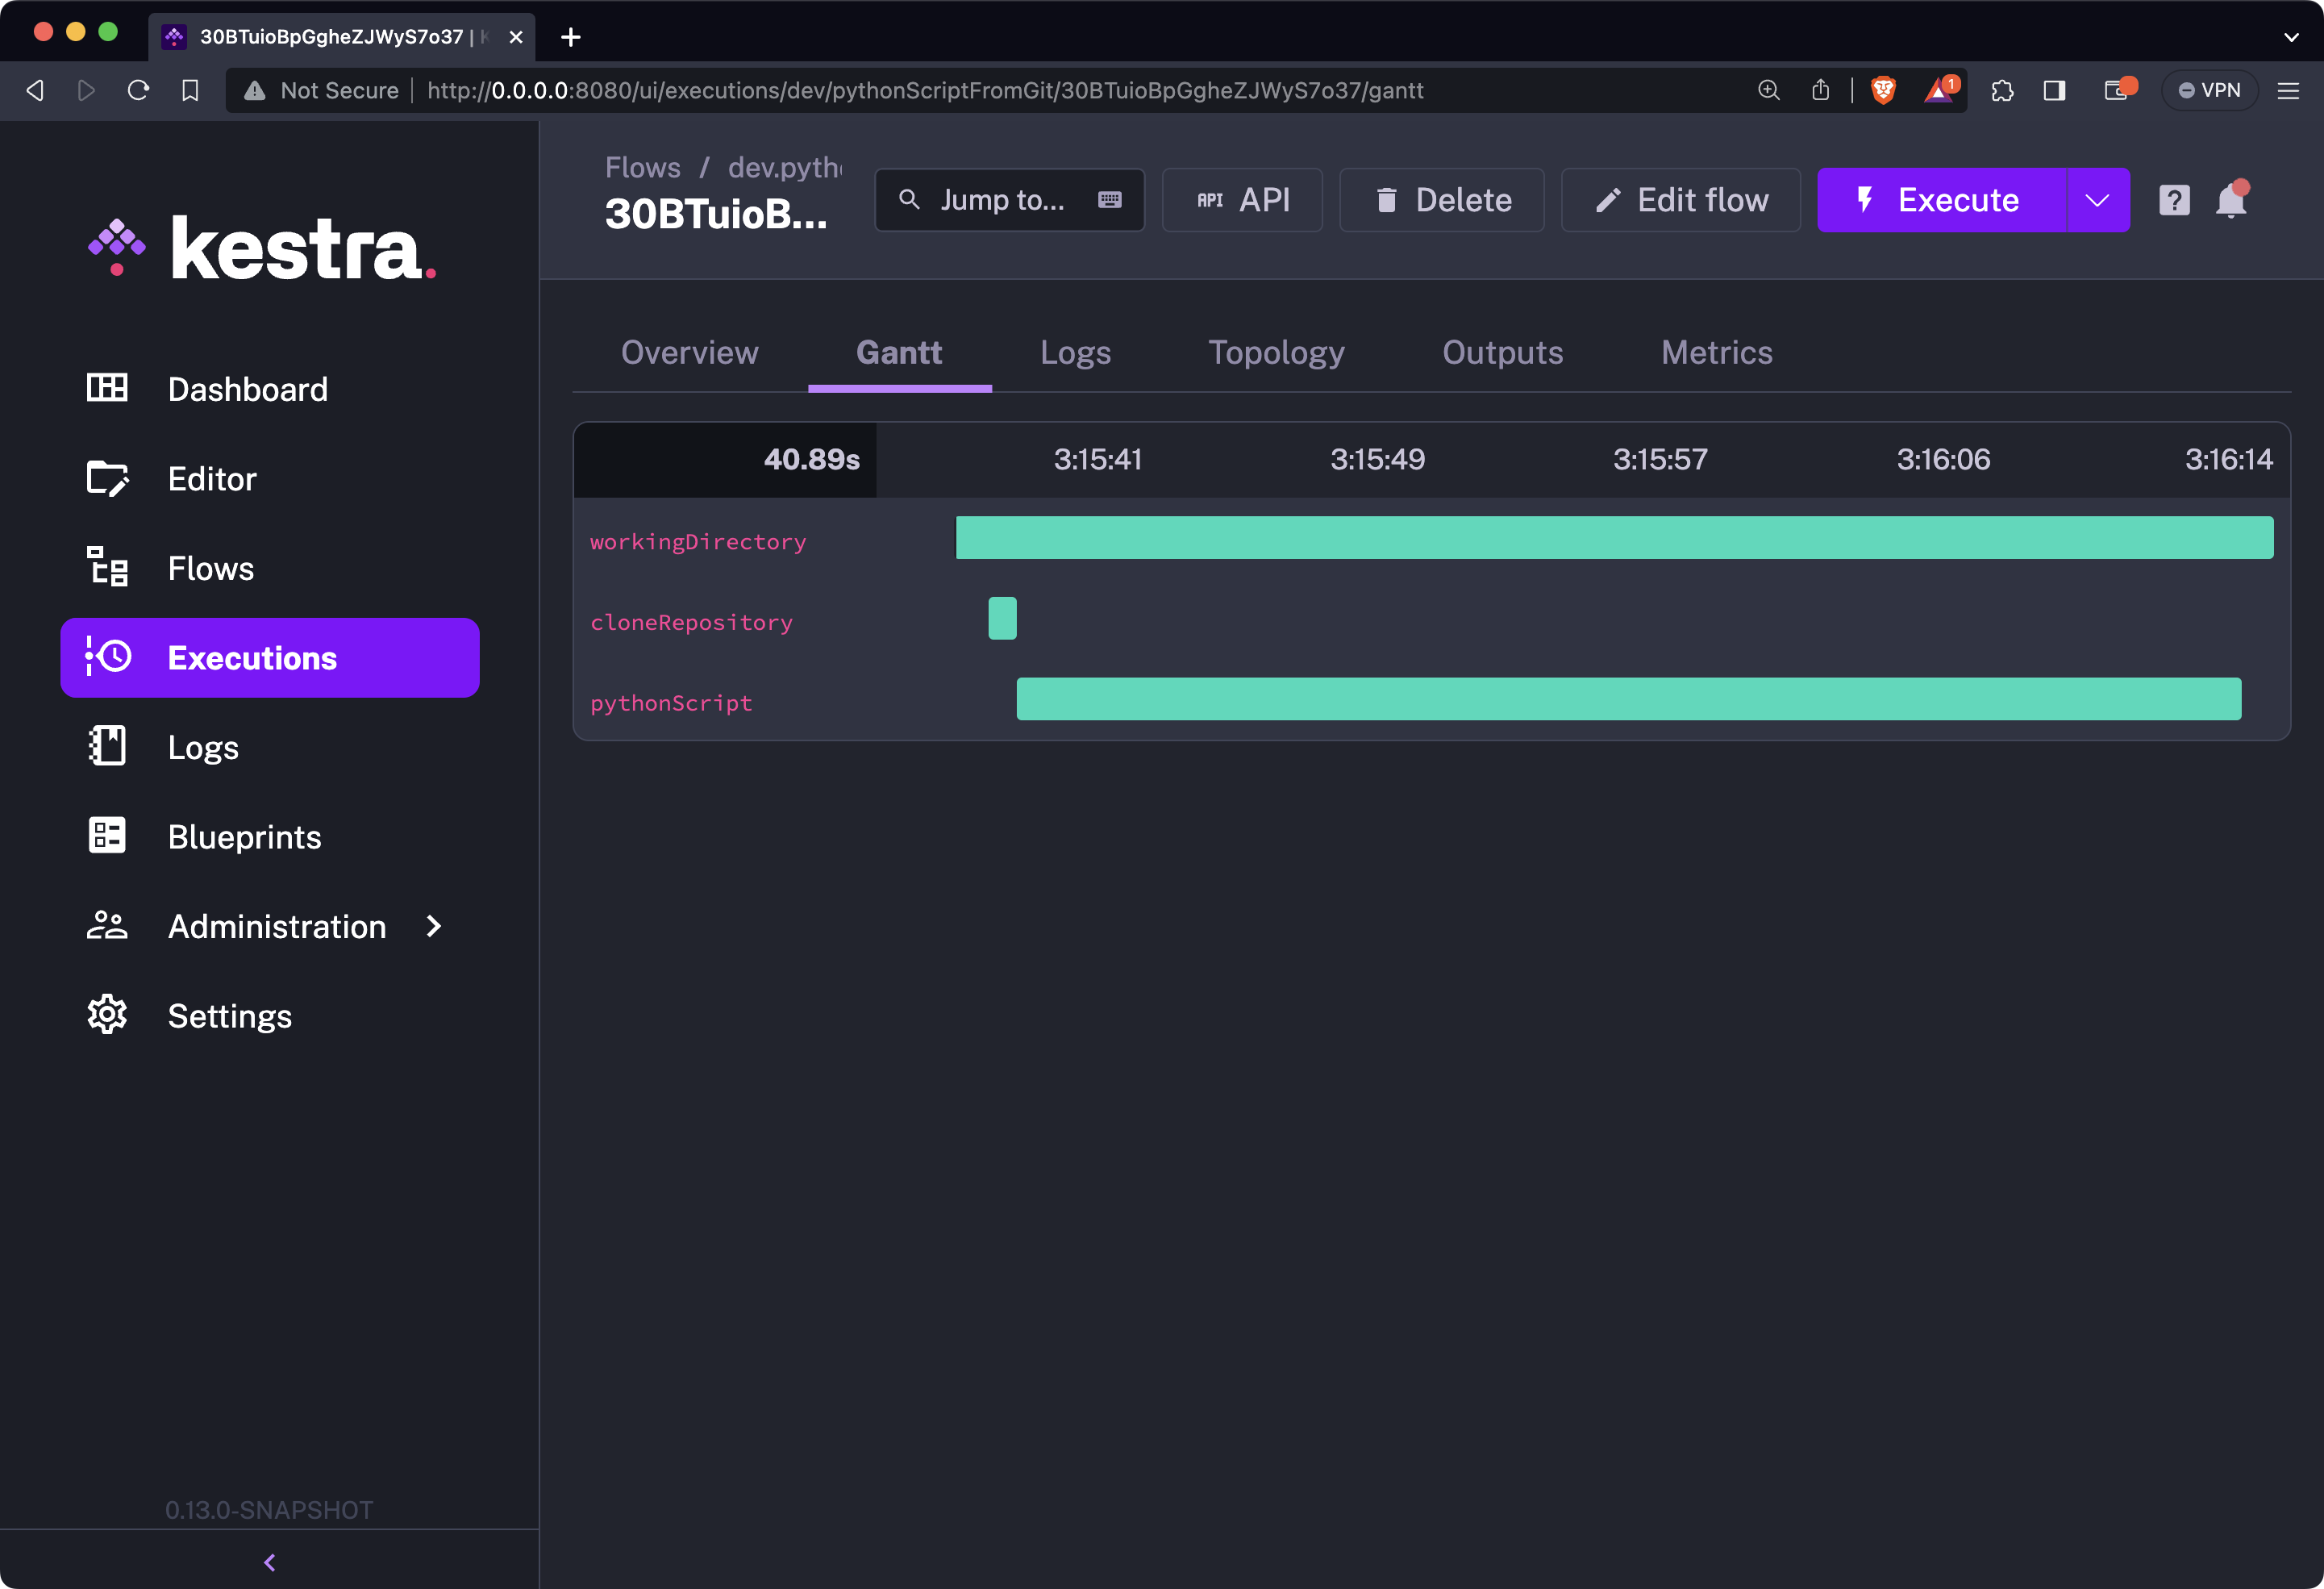 30BTuioBpGgheZJWyS7o37 |
Not Secure http://0.0.0.0:8080/ui/executions/dev/pythonScriptFromGit/30BTuioBpGgheZJWyS7o37/gantt 1 VPN
kestra.
Dashboard
Editor
Flows
Executions
Logs
Blueprints
Administration
Settings
0.13.0-SNAPSHOT
Flows / dev.pyth
30BTuioB...
Jump to...
API API
Delete
Edit flow
Execute
?
Overview Gantt Logs Topology Outputs Metrics
40.89s 3:15:41 3:15:49 3:15:57 3:16:06 3:16:14
workingDirectory
cloneRepository
pythonScript